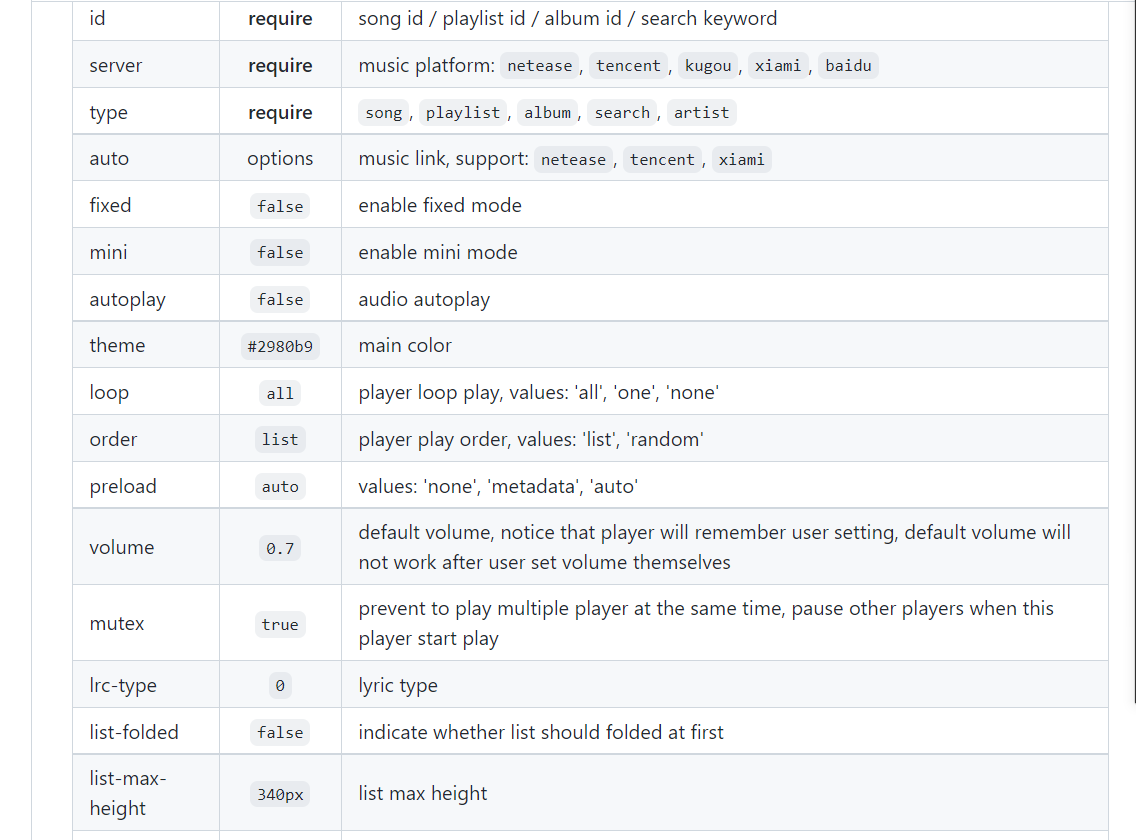 id require song id / playlist id / album id / search keyword
server require music platform: netease, tencent, kugou, xiami, baidu
type require song, playlist, album, search, artist
auto options music link, support: netease, tencent, xiami
fixed false enable fixed mode
mini false enable mini mode
autoplay false audio autoplay
theme #2980b9 main color
loop all player loop play, values: 'all', 'one', 'none'
order list player play order, values: 'list', 'random'
preload auto values: 'none', 'metadata', 'auto'
volume 0.7 default volume, notice that player will remember user setting, default volume will
not work after user set volume themselves
mutex true prevent to play multiple player at the same time, pause other players when this
player start play
lrc-type 0 lyric type
list-folded false indicate whether list should folded at first
list-max-
height 340px list max height